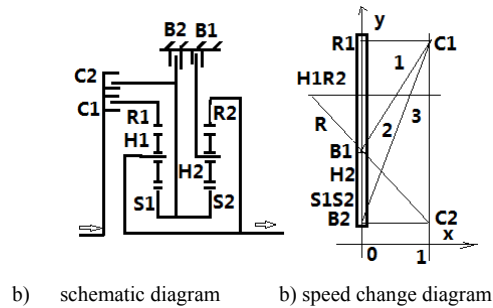 B2 B1
C2
C1
R1
R2
H1
H2
S1
S2
y
R1
C1
1
H1R2
3
R
2
B1
H2
S1S2
B2
C2
x
0
1
b) schematic diagram
b) speed change diagram